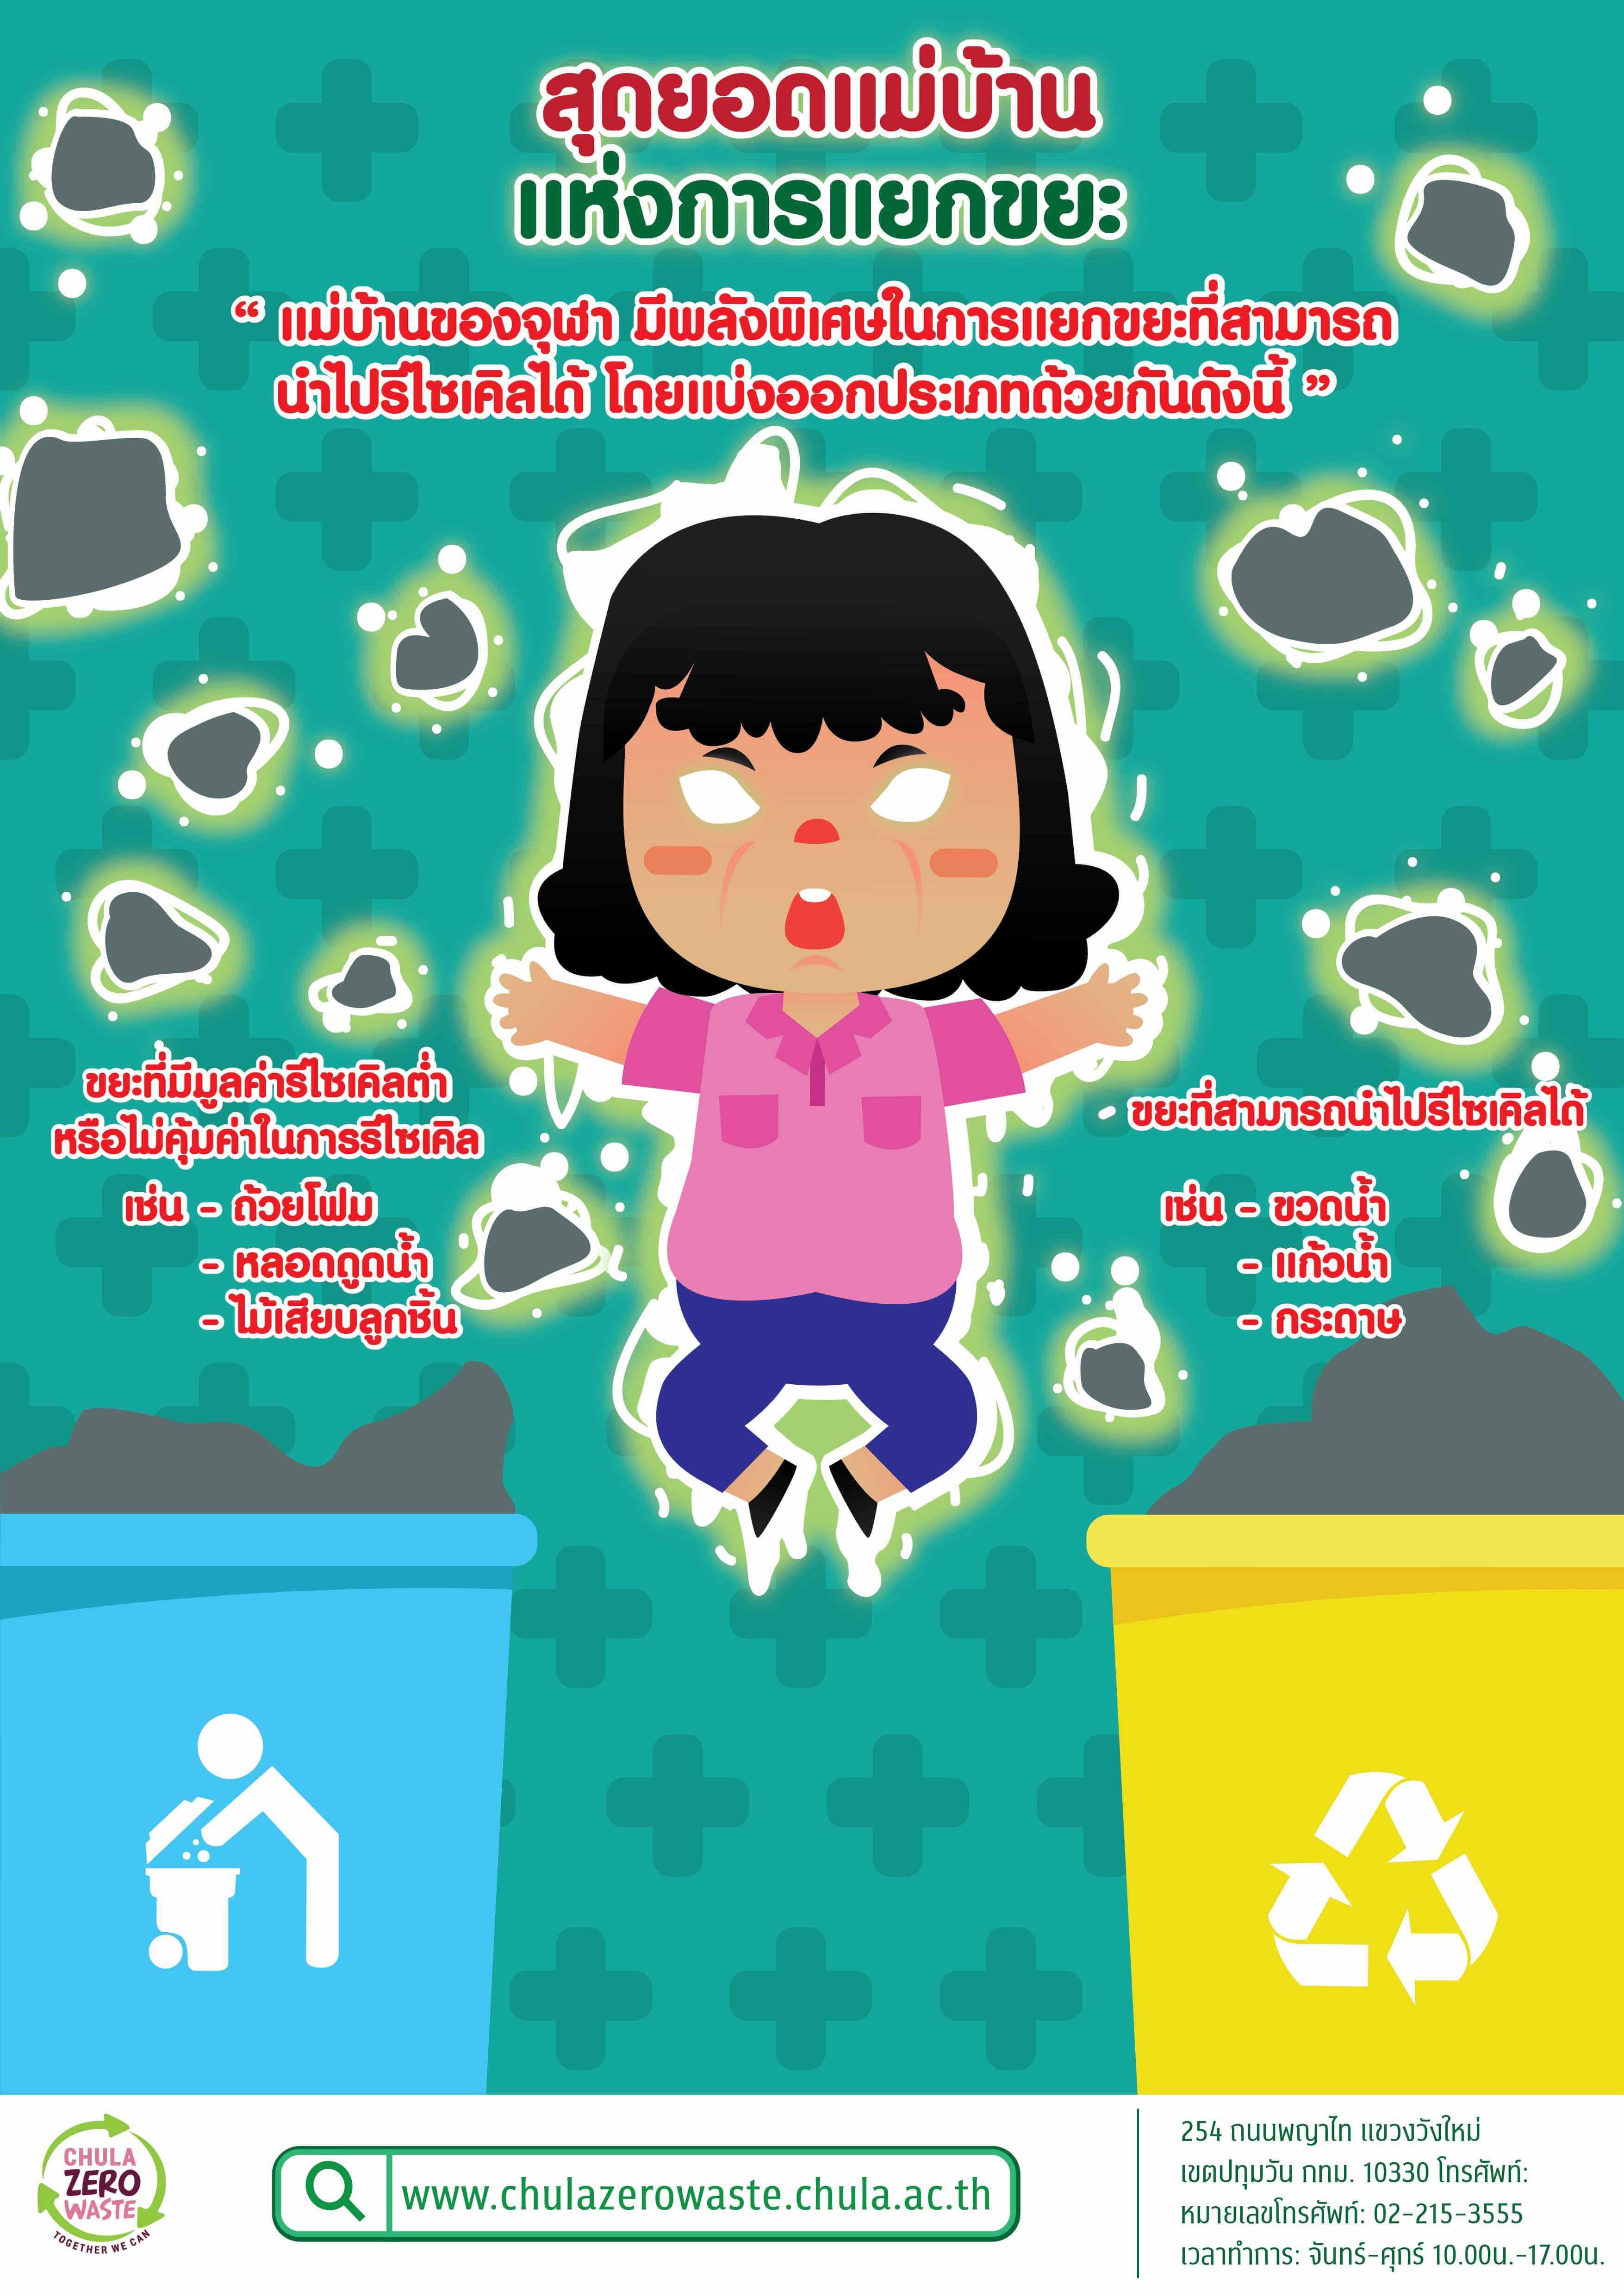 สุดยอดแม่บ้าน
แห่งการแยกขยะ
“ แม่บ้านของจุฬา มีพลังพิเศษในการแยกขยะที่สามารถ
นำไปรีไซเคิลได้ โดยแบ่งออกประเภทด้วยกันดังนี้ ”
ขยะที่มีมูลค่ารีไซเคิลต่ำ
หรือไม่คุ้มค่าในการรีไซเคิล
เช่น - ถ้วยโฟม
- หลอดดูดน้ำ
- ไม้เสียบลูกชิ้น
ขยะที่สามารถนำไปรีไซเคิลได้
เช่น - ขวดน้ำ
- แก้วน้ำ
- กระดาษ
CHULA
ZERO
WASTE
TOGETHER WE CAN
www.chulazerowaste.chula.ac.th
254 ถนนพญาไท แขวงวังใหม่
เขตปทุมวัน กทม. 10330 โทรศัพท์:
หมายเลขโทรศัพท์: 02-215-3555
เวลาทำการ: จันทร์-ศุกร์ 10.00น.-17.00น.